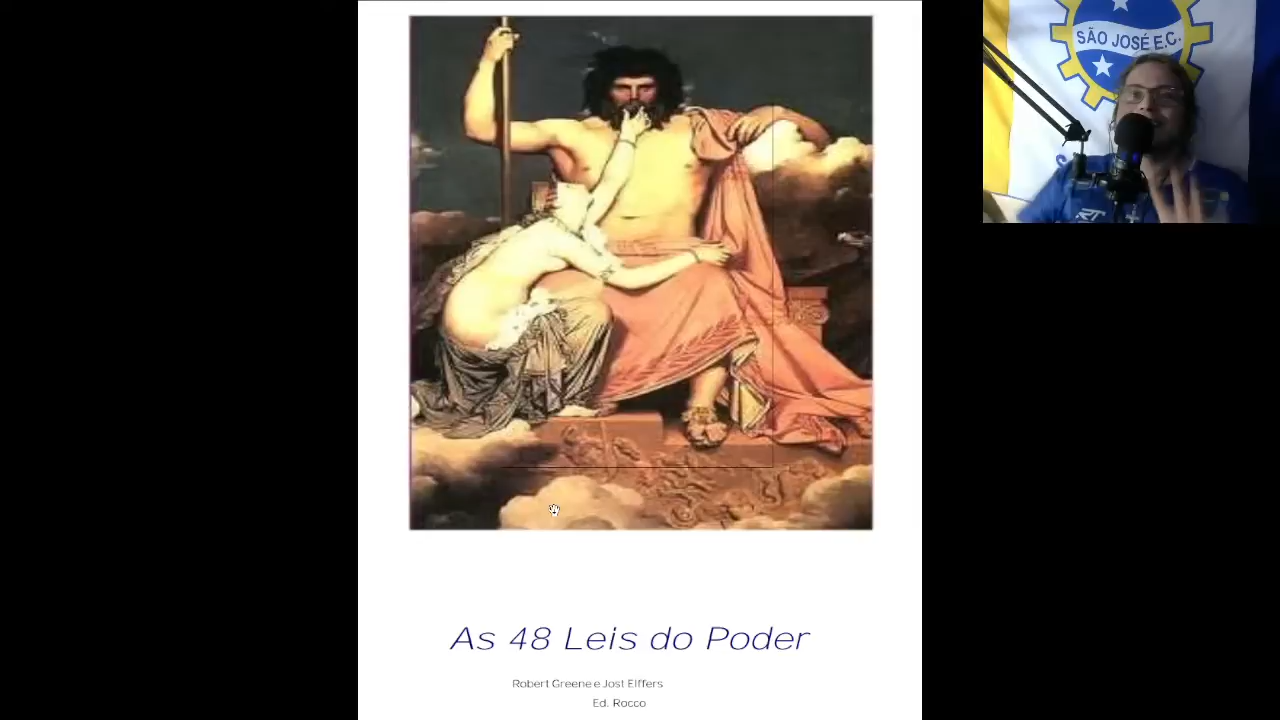 SÃO JOSÉ E.C.
As 48 Leis do Poder
Robert Greene e Jost Elffers
Ed. Rocco